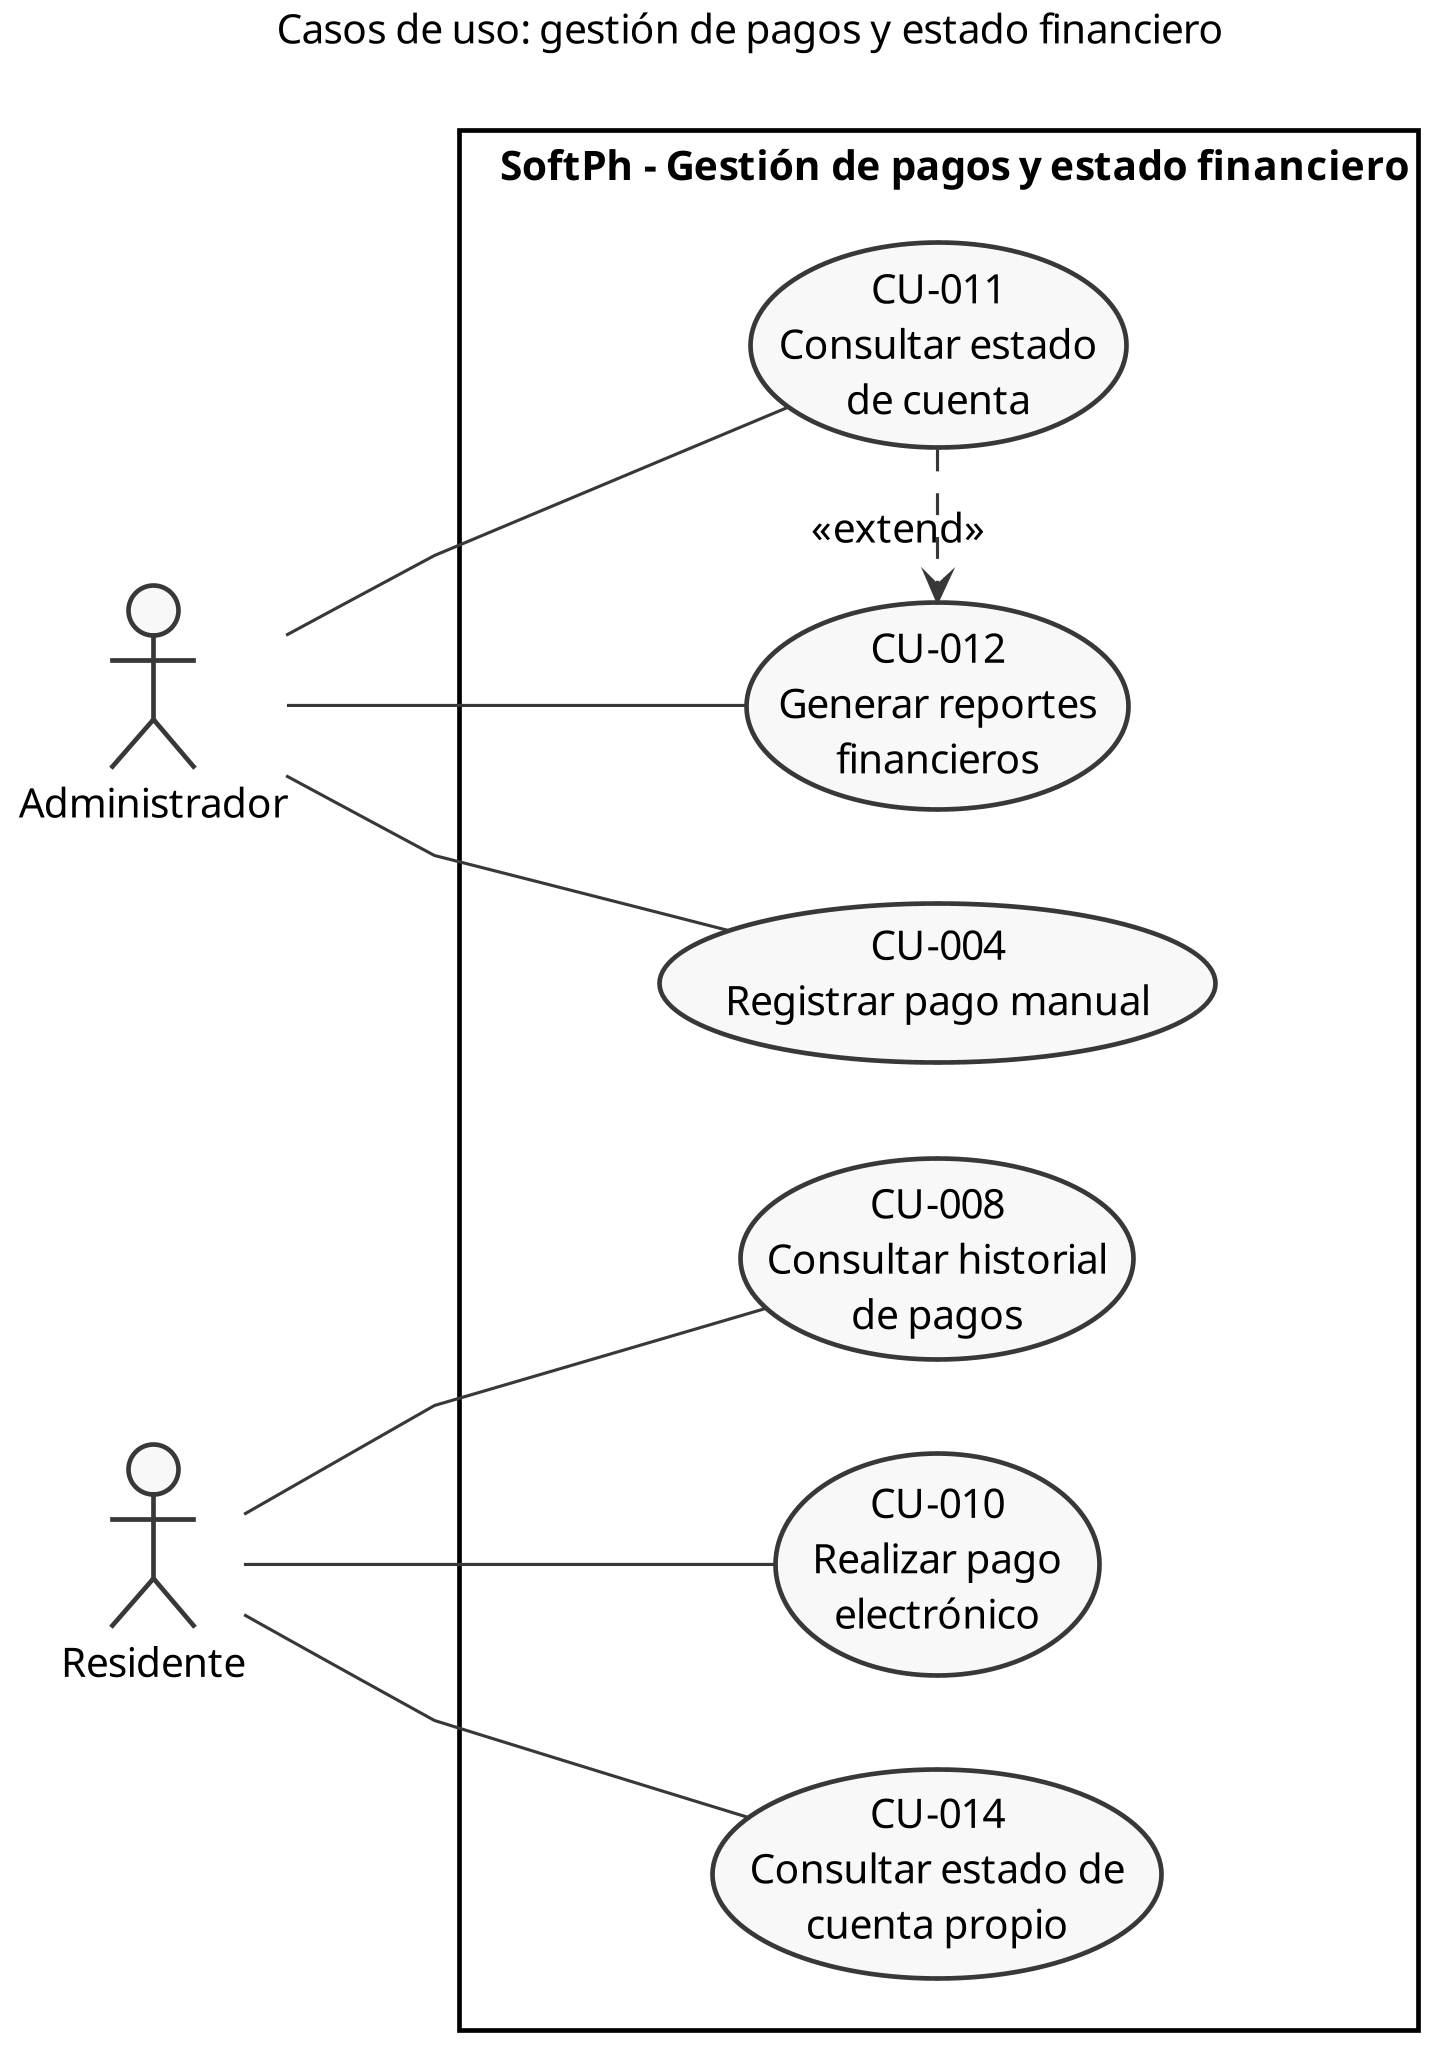 Casos de uso: gestión de pagos y estado financiero
SoftPh - Gestión de pagos y estado financiero
CU-011
Consultar estado
de cuenta
«extend»
CU-012
Generar reportes
financieros
Administrador
CU-004
Registrar pago manual
CU-008
Consultar historial
de pagos
CU-010
Realizar pago
electrónico
Residente
CU-014
Consultar estado de
cuenta propio